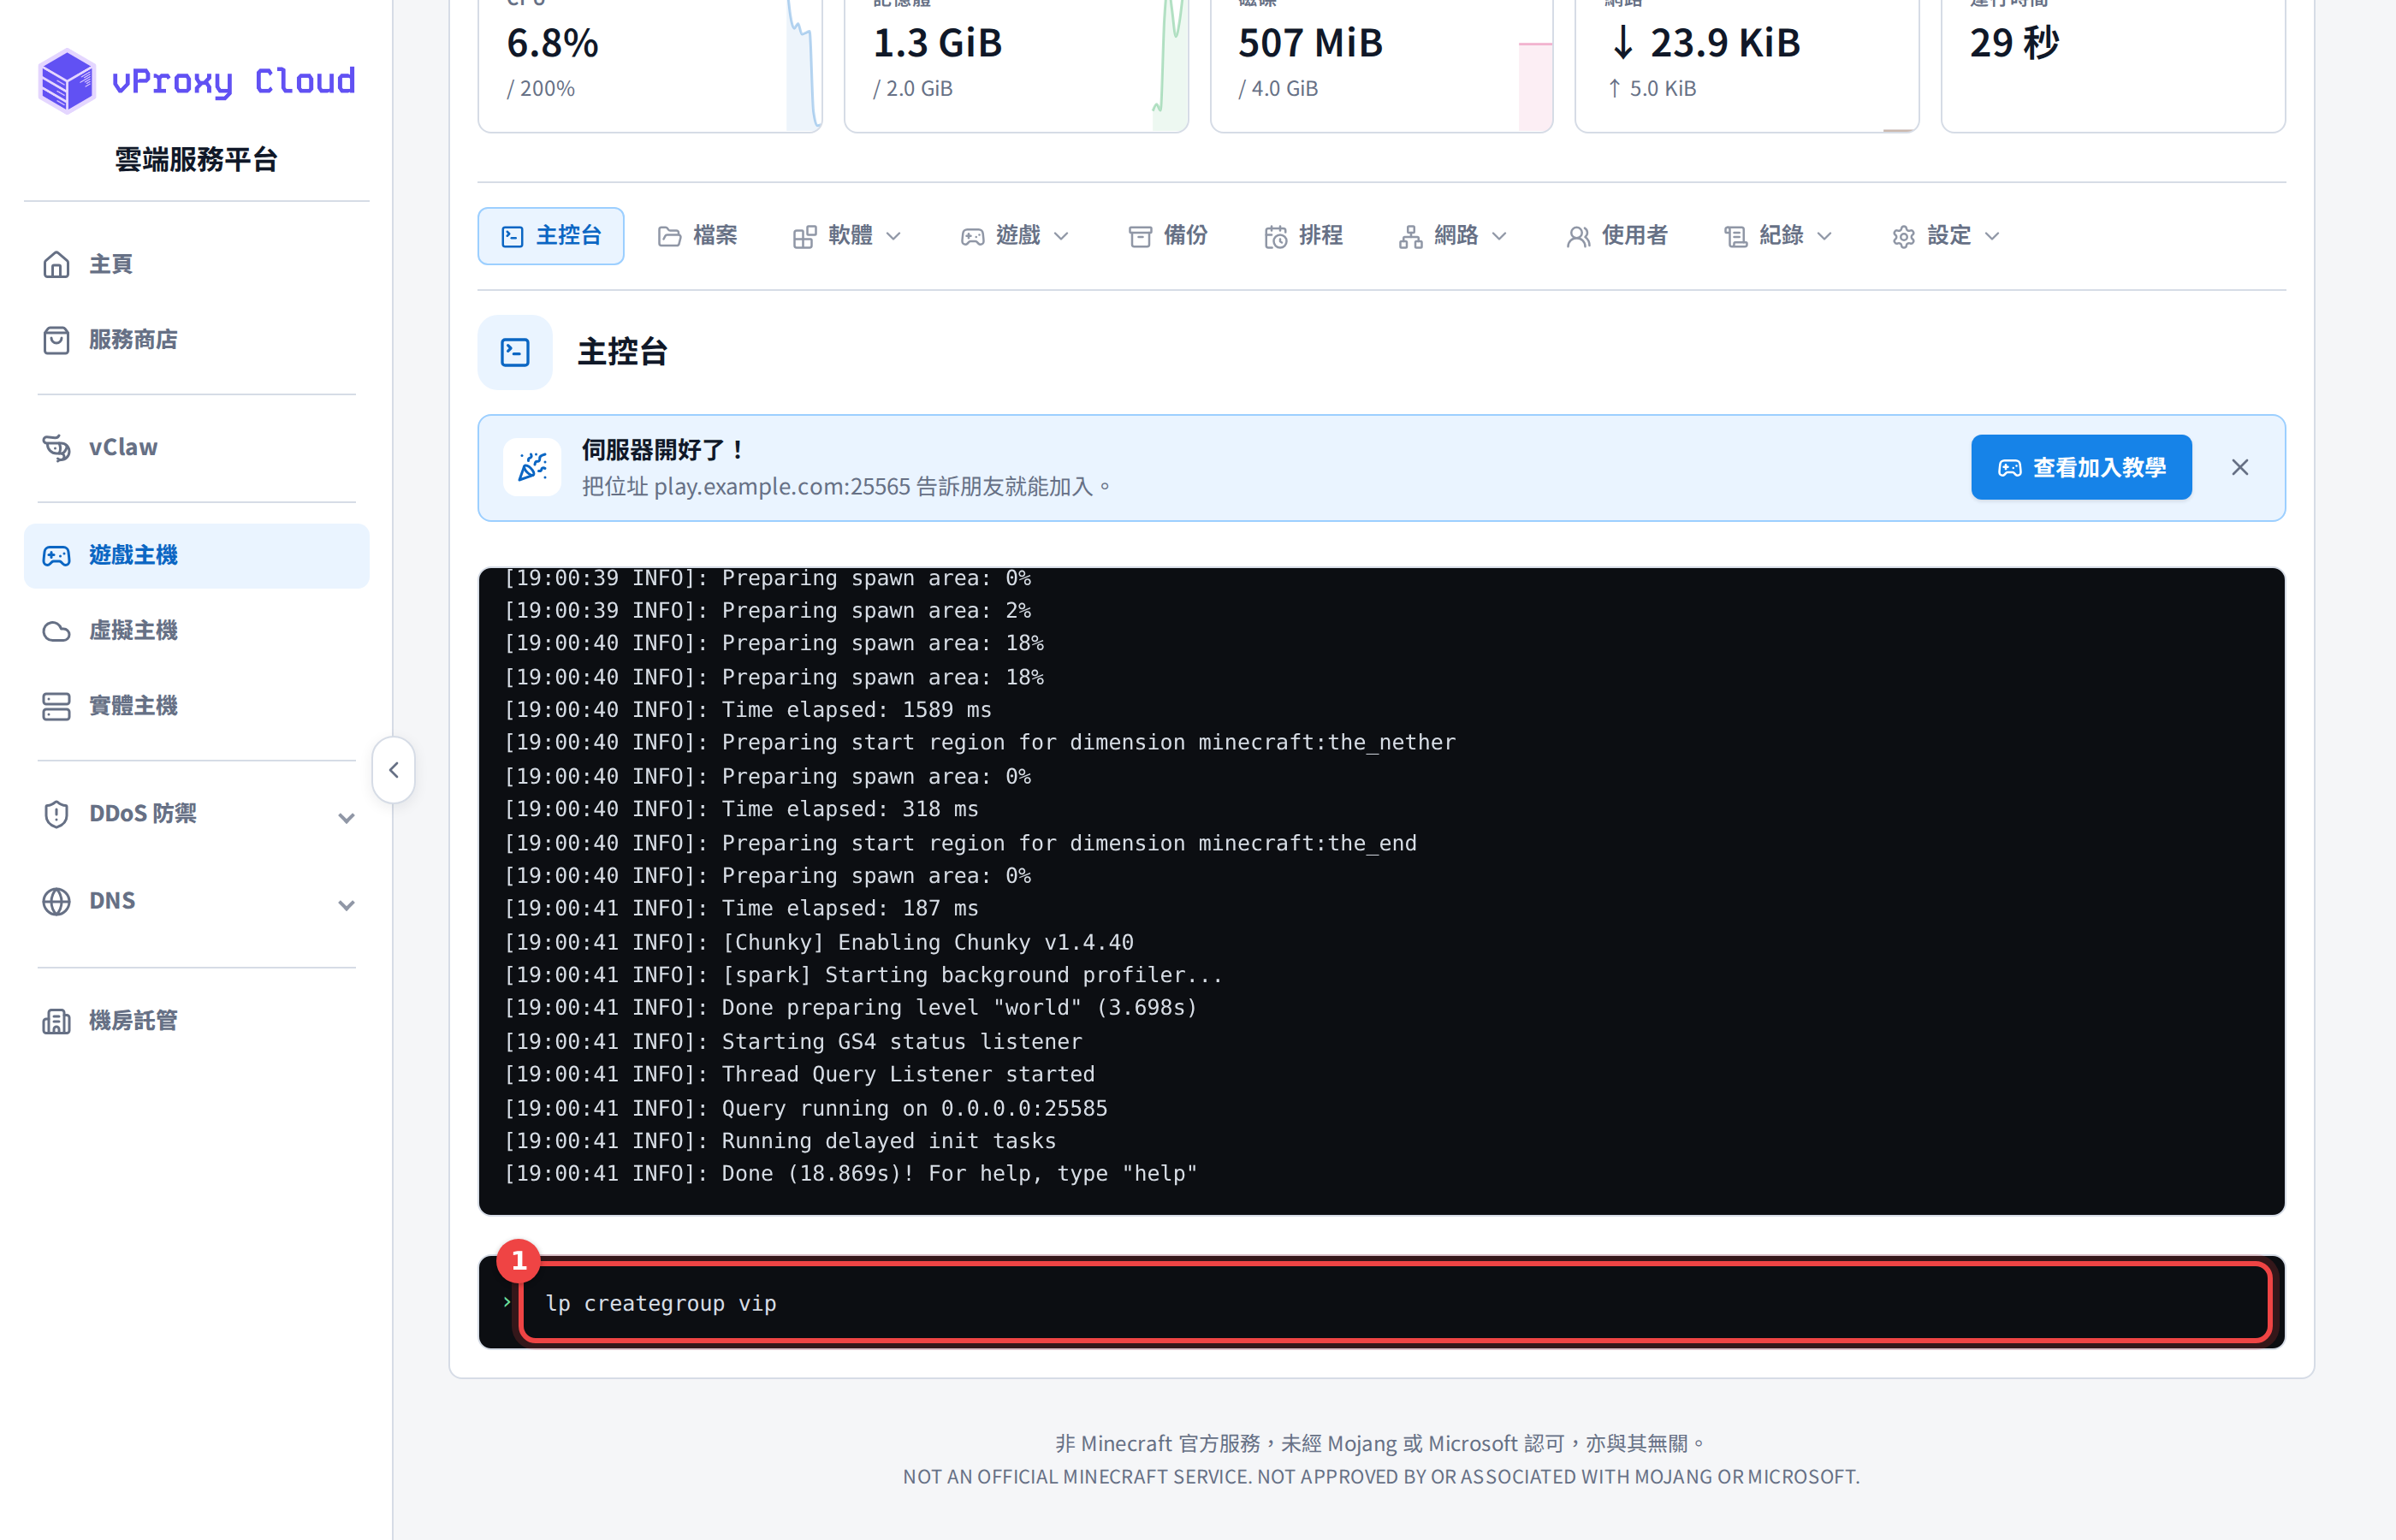 vProxy Cloud
雲端服務平台
主頁
服務商店
vClaw
遊戲主機
虛擬主機
實體主機
DDoS 防禦
DNS
機房託管
6.8%
/ 200%
1.3 GiB
/ 2.0 GiB
507 MiB
/ 4.0 GiB
↓ 23.9 KiB
↑ 5.0 KiB
29 秒
主控台
檔案
軟體
遊戲
備份
排程
網路
使用者
紀錄
設定
主控台
伺服器開好了！
把位址 play.example.com:25565 告訴朋友就能加入。
查看加入教學
[19:00:39 INFO]: Preparing spawn area: 0%
[19:00:39 INFO]: Preparing spawn area: 2%
[19:00:40 INFO]: Preparing spawn area: 18%
[19:00:40 INFO]: Preparing spawn area: 18%
[19:00:40 INFO]: Time elapsed: 1589 ms
[19:00:40 INFO]: Preparing start region for dimension minecraft:the_nether
[19:00:40 INFO]: Preparing spawn area: 0%
[19:00:40 INFO]: Time elapsed: 318 ms
[19:00:40 INFO]: Preparing start region for dimension minecraft:the_end
[19:00:40 INFO]: Preparing spawn area: 0%
[19:00:41 INFO]: Time elapsed: 187 ms
[19:00:41 INFO]: [Chunky] Enabling Chunky v1.4.40
[19:00:41 INFO]: [spark] Starting background profiler...
[19:00:41 INFO]: Done preparing level "world" (3.698s)
[19:00:41 INFO]: Starting GS4 status listener
[19:00:41 INFO]: Thread Query Listener started
[19:00:41 INFO]: Query running on 0.0.0.0:25585
[19:00:41 INFO]: Running delayed init tasks
[19:00:41 INFO]: Done (18.869s)! For help, type "help"
1
› lp creategroup vip
非 Minecraft 官方服務，未經 Mojang 或 Microsoft 認可，亦與其無關。
NOT AN OFFICIAL MINECRAFT SERVICE. NOT APPROVED BY OR ASSOCIATED WITH MOJANG OR MICROSOFT.